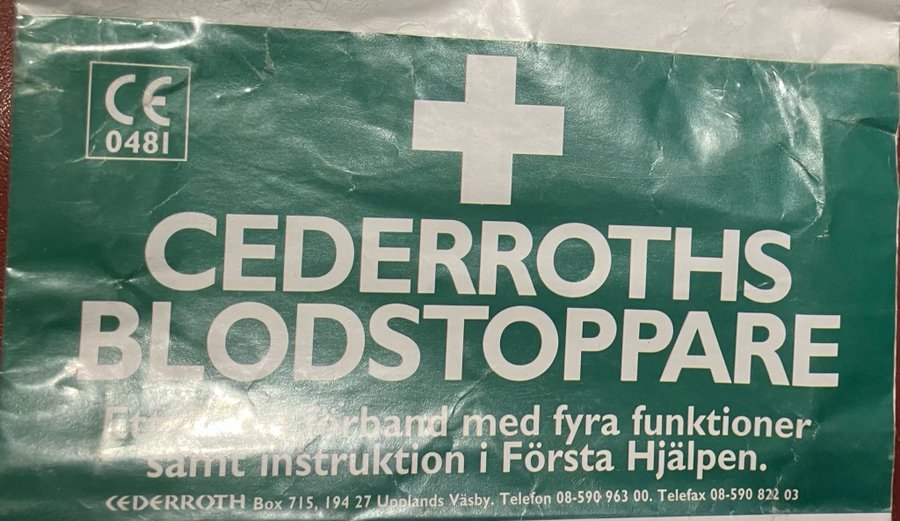 CE
0481
CEDERROTHS
BLODSTOPPARE
Ett förband med fyra funktioner
samt instruktion i Första Hjälpen.
CEDERROTH Box 715, 194 27 Upplands Väsby. Telefon 08-590 963 00. Telefax 08-590 822 03